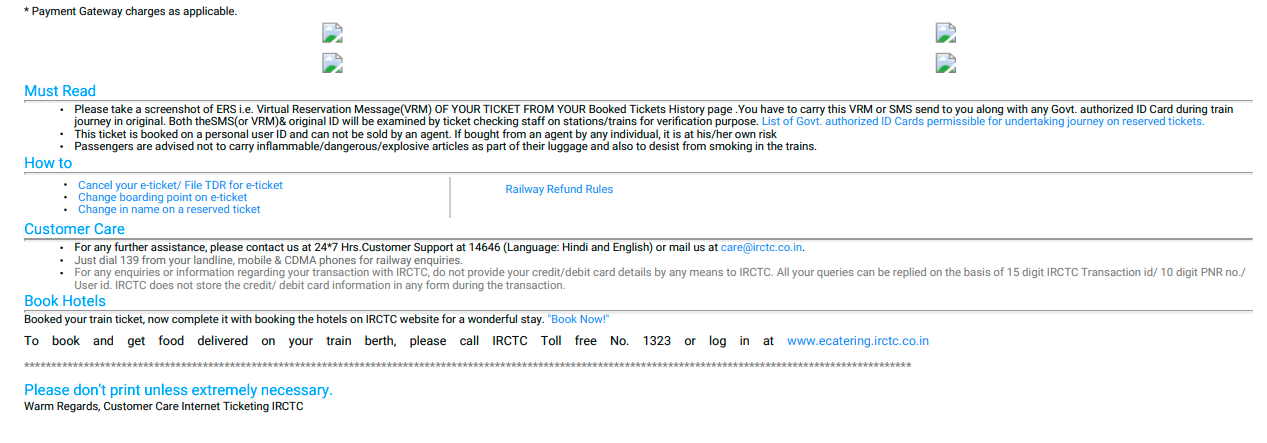 * Payment Gateway charges as applicable.
Must Read
• Please take a screenshot of ERS i.e. Virtual Reservation Message(VRM) OF YOUR TICKET FROM YOUR Booked Tickets History page .You have to carry this VRM or SMS send to you along with any Govt. authorized ID Card during train
journey in original. Both theSMS(or VRM)& original ID will be examined by ticket checking staff on stations/trains for verification purpose. List of Govt. authorized ID Cards permissible for undertaking journey on reserved tickets.
• This ticket is booked on a personal user ID and can not be sold by an agent. If bought from an agent by any individual, it is at his/her own risk
• Passengers are advised not to carry inflammable/dangerous/explosive articles as part of their luggage and also to desist from smoking in the trains.
How to
• Cancel your e-ticket/ File TDR for e-ticket
• Change boarding point on e-ticket
• Change in name on a reserved ticket
Railway Refund Rules
Customer Care
• For any further assistance, please contact us at 24*7 Hrs.Customer Support at 14646 (Language: Hindi and English) or mail us at care@irctc.co.in.
• Just dial 139 from your landline, mobile & CDMA phones for railway enquiries.
• For any enquiries or information regarding your transaction with IRCTC, do not provide your credit/debit card details by any means to IRCTC. All your queries can be replied on the basis of 15 digit IRCTC Transaction id/ 10 digit PNR no./
User id. IRCTC does not store the credit/ debit card information in any form during the transaction.
Book Hotels
Booked your train ticket, now complete it with booking the hotels on IRCTC website for a wonderful stay. "Book Now!"
To book and get food delivered on your train berth, please call IRCTC Toll free No. 1323 or log in at www.ecatering.irctc.co.in
****************************************************************************************************************************************************************
Please don't print unless extremely necessary.
Warm Regards, Customer Care Internet Ticketing IRCTC